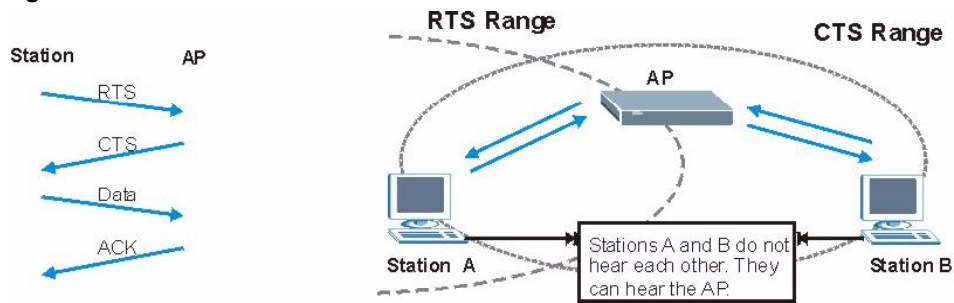 RTS Range
CTS Range
Station
AP
AP
RTS
CTS
Data
ACK
Station A
Stations A and B do not
hear each other. They
can hear the AP.
Station B